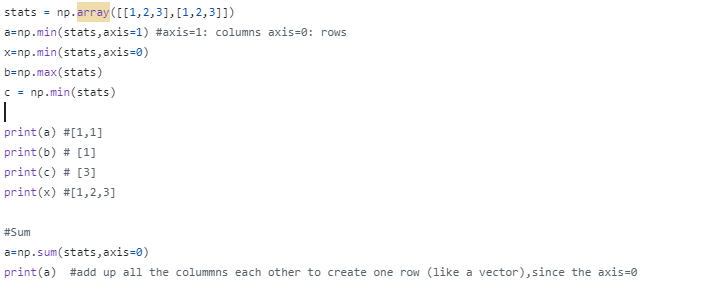 stats = np.array([[1,2,3],[1,2,3]])
a=np.min(stats,axis=1) #axis=1: columns axis=0: rows
x=np.min(stats,axis=0)
b=np.max(stats)
c = np.min(stats)
print(a) #[1,1]
print(b) # [1]
print(c) # [3]
print(x) #[1,2,3]
#Sum
a=np.sum(stats,axis=0)
print(a)  #add up all the colummns each other to create one row (like a vector),since the axis=0